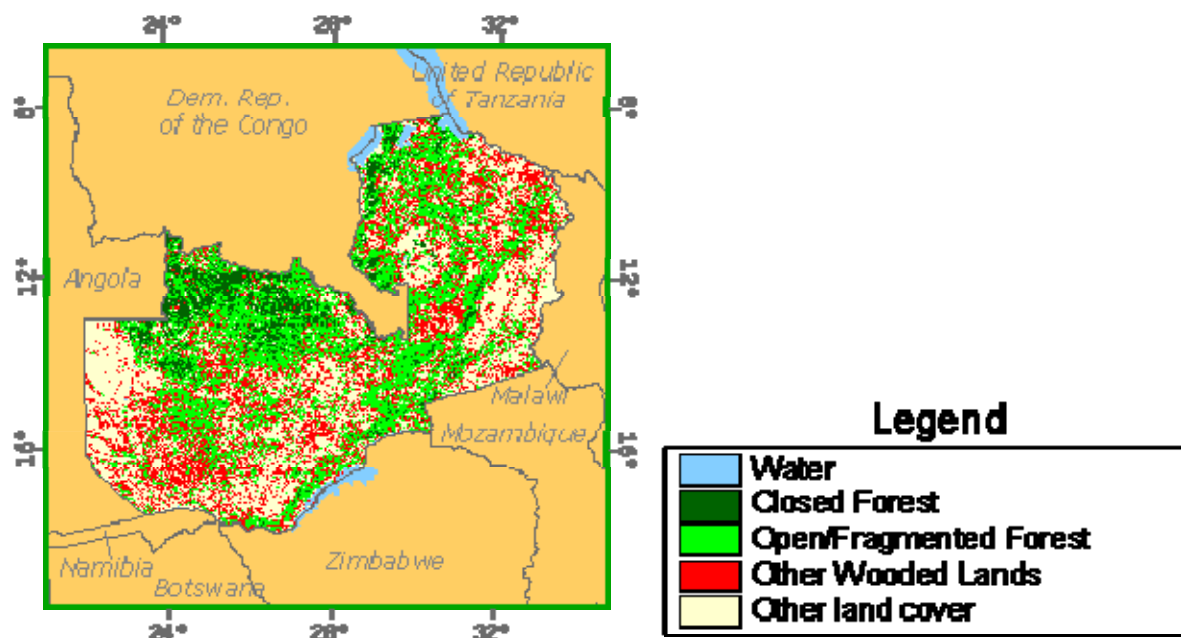 24° 28° 32°
United Republic
of Tanzania
Dem. Rep.
of the Congo
8° 8°
Angola
12° 12°
Malawi
Mozambique
16° 16°
Zimbabwe
Namibia
Botswana
24° 28° 32°
Legend
Water
Closed Forest
Open/Fragmented Forest
Other Wooded Lands
Other land cover